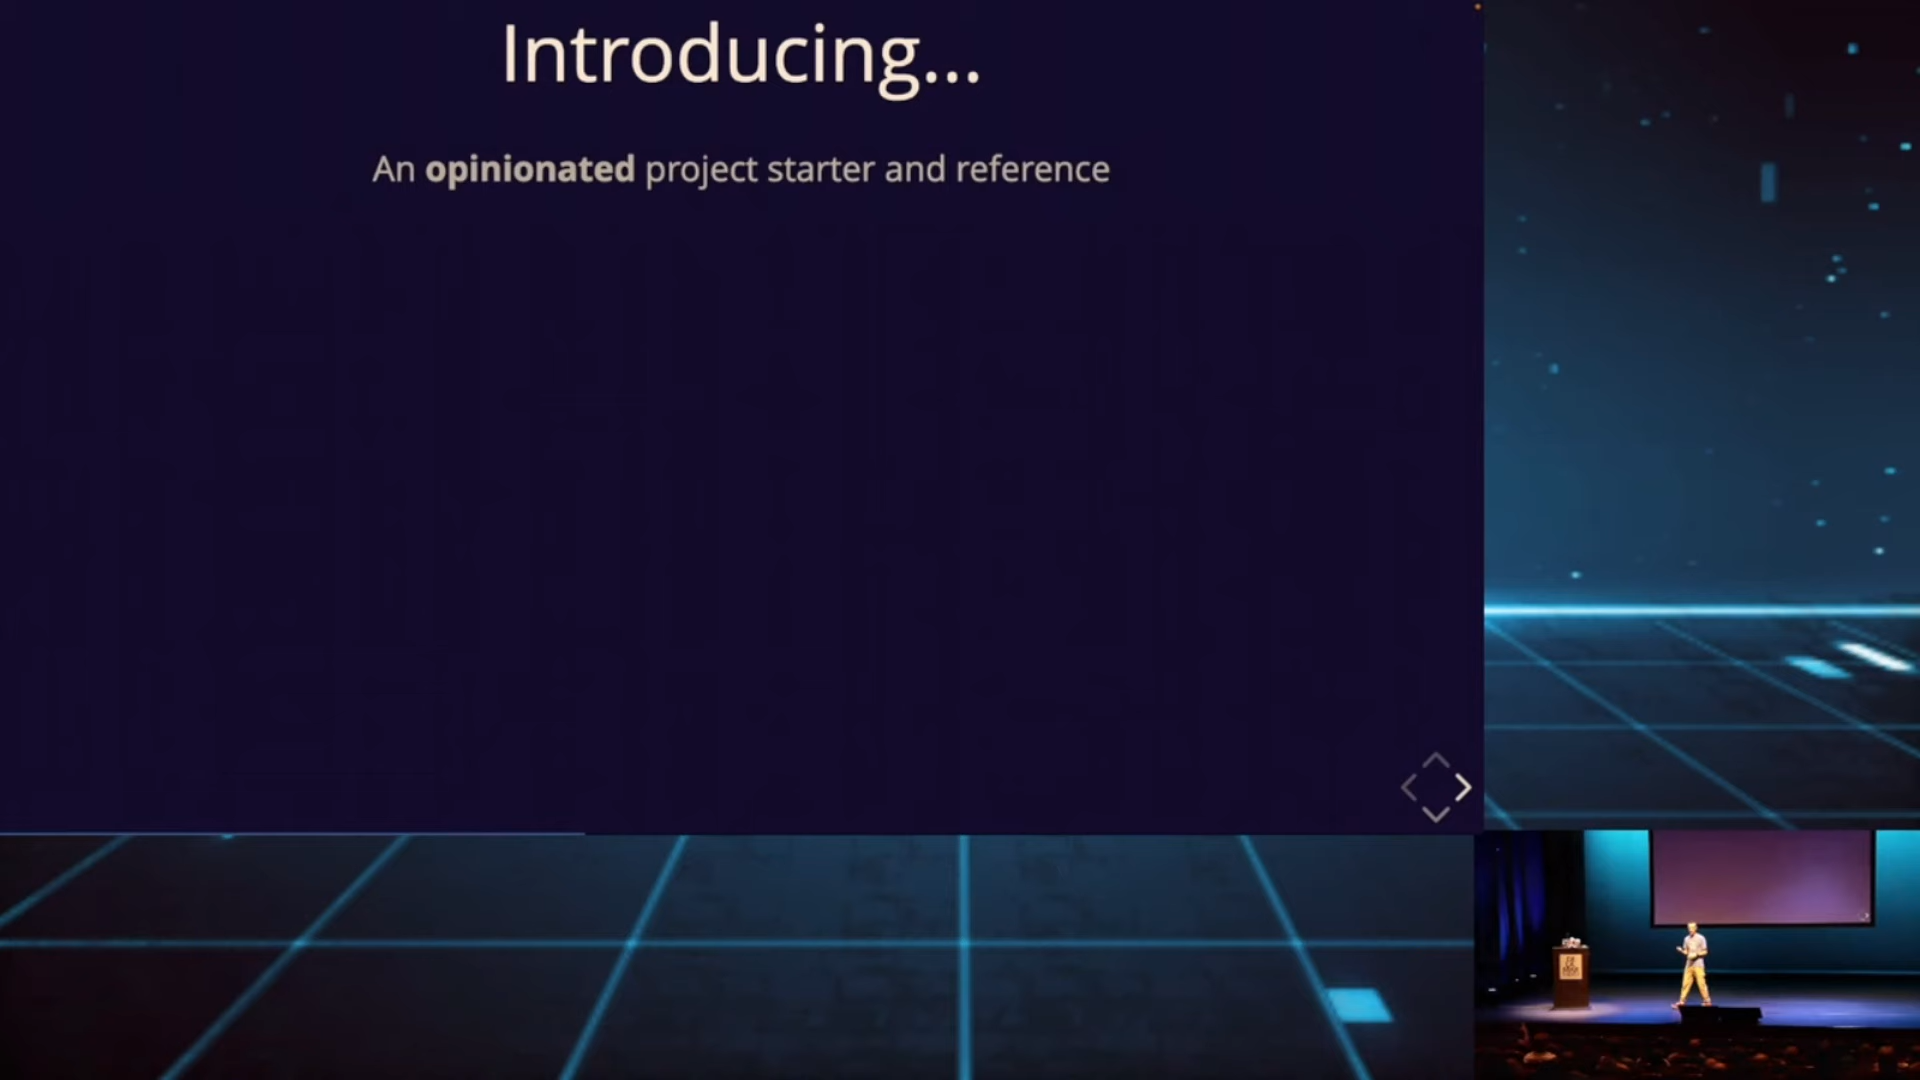 Introducing...
An opinionated project starter and reference